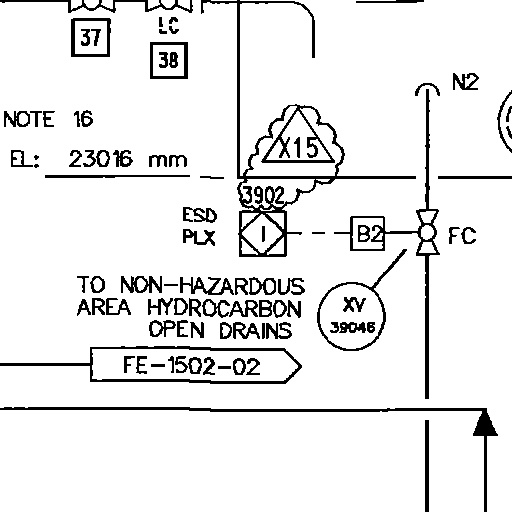 37
LC
38
N2
NOTE 16
X15
EL: 23016 mm
3902
ESD
PLX
I
B2
FC
TO NON-HAZARDOUS
AREA HYDROCARBON
OPEN DRAINS
XV
39046
FE-1502-02